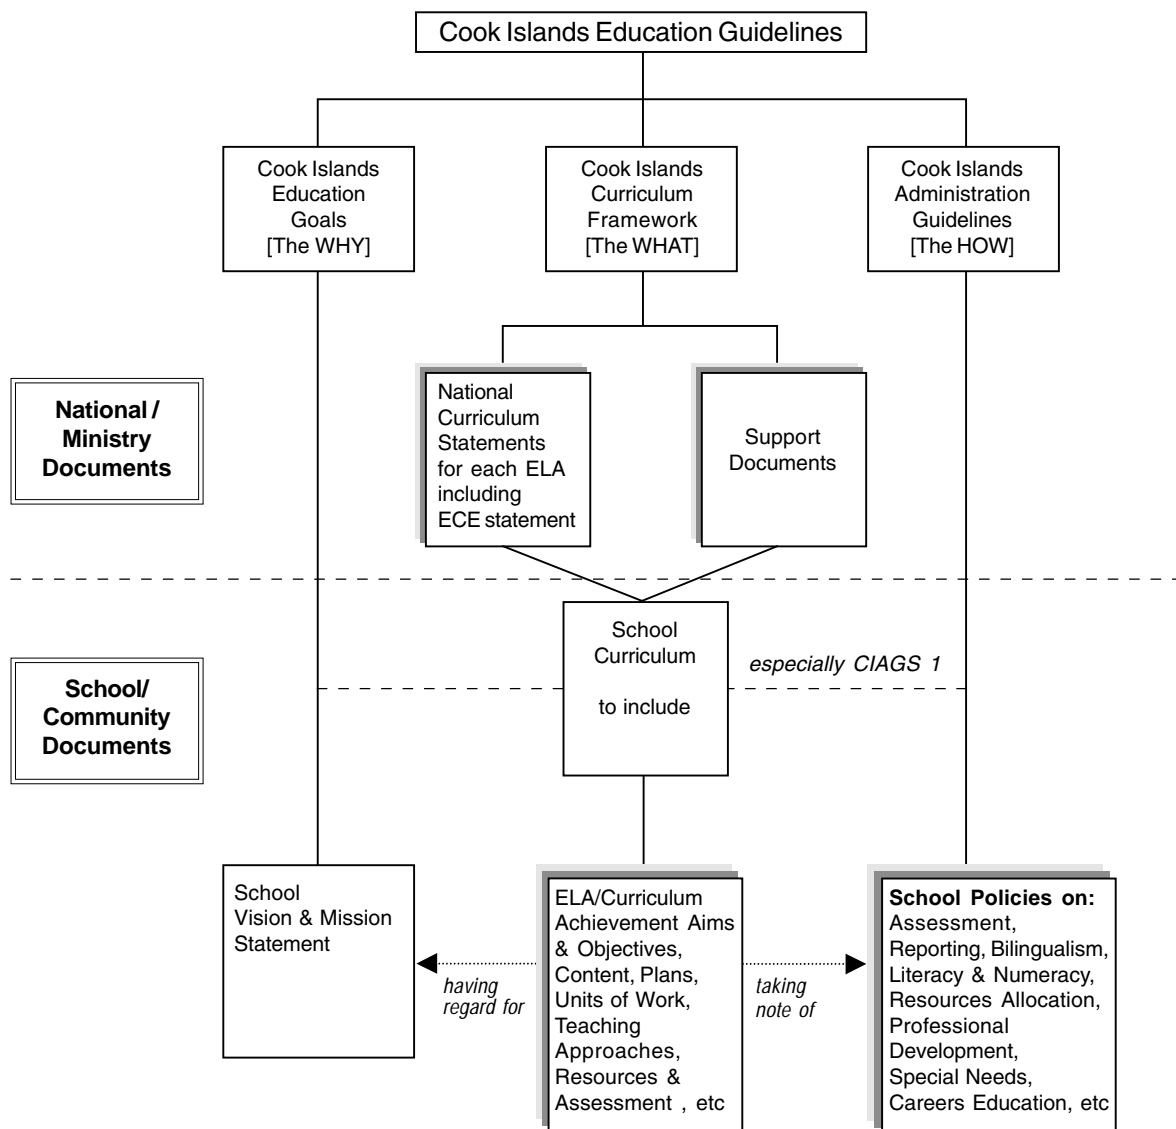 Cook Islands Education Guidelines
Cook Islands
Education
Goals
[The WHY]
Cook Islands
Curriculum
Framework
[The WHAT]
Cook Islands
Administration
Guidelines
[The HOW]
National /
Ministry
Documents
National
Curriculum
Statements
for each ELA
including
ECE statement
Support
Documents
School/
Community
Documents
School
Curriculum
to include
especially CIAGS 1
School
Vision & Mission
Statement
having
regard for
ELA/Curriculum
Achievement Aims
& Objectives,
Content, Plans,
Units of Work,
Teaching
Approaches,
Resources &
Assessment , etc
taking
note of
School Policies on:
Assessment,
Reporting, Bilingualism,
Literacy & Numeracy,
Resources Allocation,
Professional
Development,
Special Needs,
Careers Education, etc